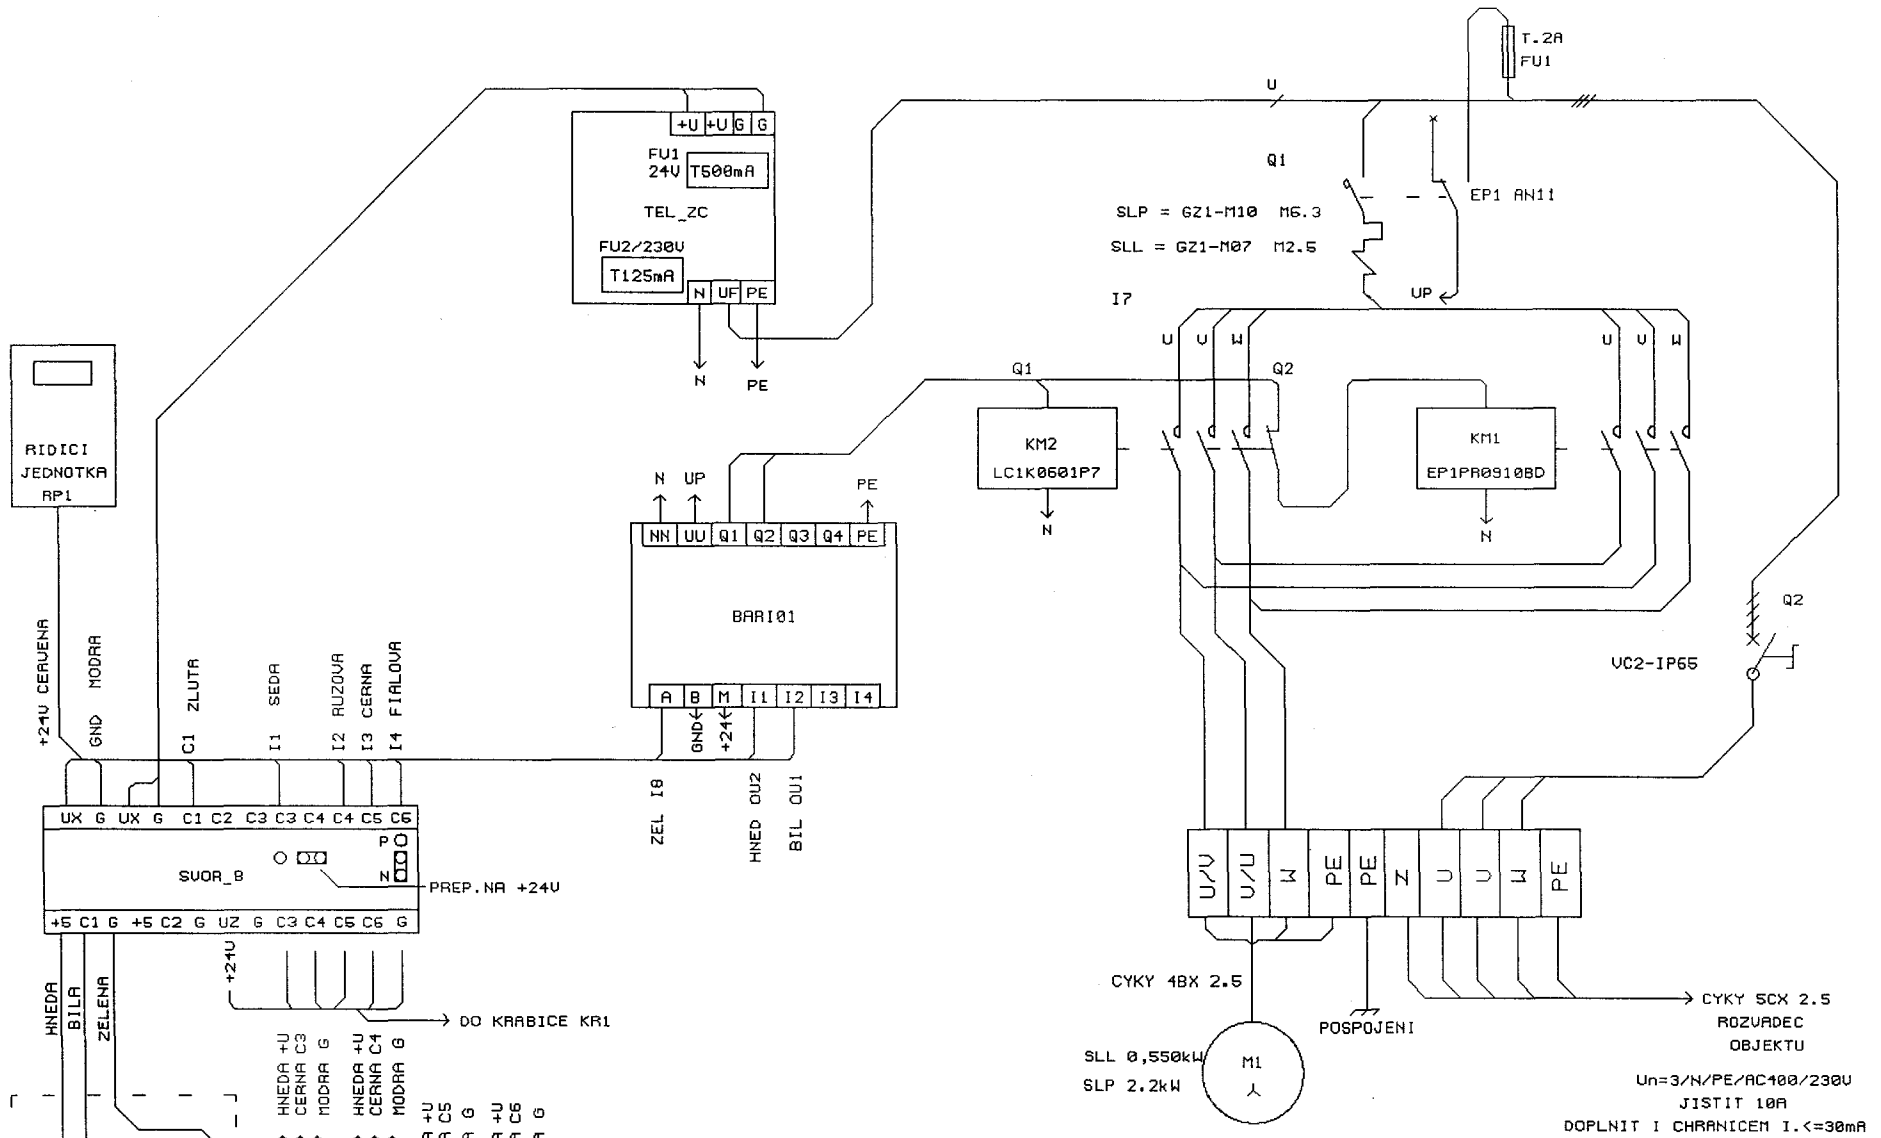 T.2A
FU1
U
+U +U G G
FU1
24V T500mA
TEL_ZC
FU2/230V
T125mA
N UF PE
N
PE
Q1
EP1 AN11
SLP = GZ1-M10 M6.3
SLL = GZ1-M07 M2.5
I7
UP
U V W
U V W
Q1
Q2
KM2
LC1K0601P7
N
KM1
EP1PR0910BD
N
RIDICI
JEDNOTKA
RP1
N UP PE
NN UU Q1 Q2 Q3 Q4 PE
BARI01
A B M I1 I2 I3 I4
GND
+24
ZEL I8
HNED OU2
BIL OU1
Q2
VC2-IP65
+24V CERVENA
GND MODRA
C1 ZLUTA
I1 SEDA
I2 RUZOVA
I3 CERNA
I4 FIALOVA
UX G UX G C1 C2 C3 C3 C4 C4 C5 C6
P
N
SVOR_B
PREP.NA +24V
+5 C1 G +5 C2 G UZ G C3 C4 C5 C6 G
+24V
HNEDA
BILA
ZELENA
DO KRABICE KR1
HNEDA +U
CERNA C3
MODRA G
HNEDA +U
CERNA C4
MODRA G
A +U
A C5
A G
A +U
A C6
A G
U/V V/U W PE PE N U V W PE
CYKY 4BX 2.5
POSPOJENI
SLL 0,550kW
SLP 2.2kW
M1
CYKY 5CX 2.5
ROZVADEC
OBJEKTU
Un=3/N/PE/AC400/230V
JISTIT 10A
DOPLNIT I CHRANICEM I.<=30mA